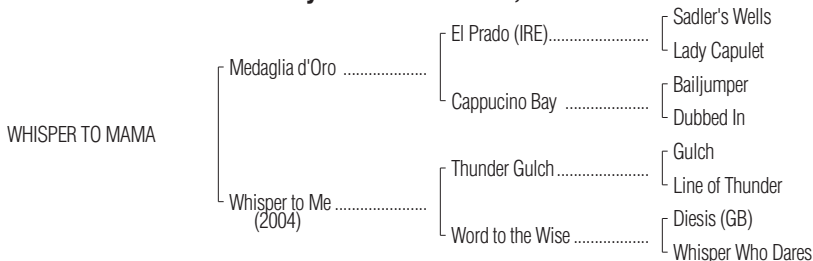 Sadler's Wells
El Prado (IRE)....................
Lady Capulet
Medaglia d'Oro ....................
Bailjumper
Cappucino Bay ....................
Dubbed In
WHISPER TO MAMA
Gulch
Thunder Gulch....................
Line of Thunder
Whisper to Me ....................
(2004)
Diesis (GB)
Word to the Wise ....................
Whisper Who Dares